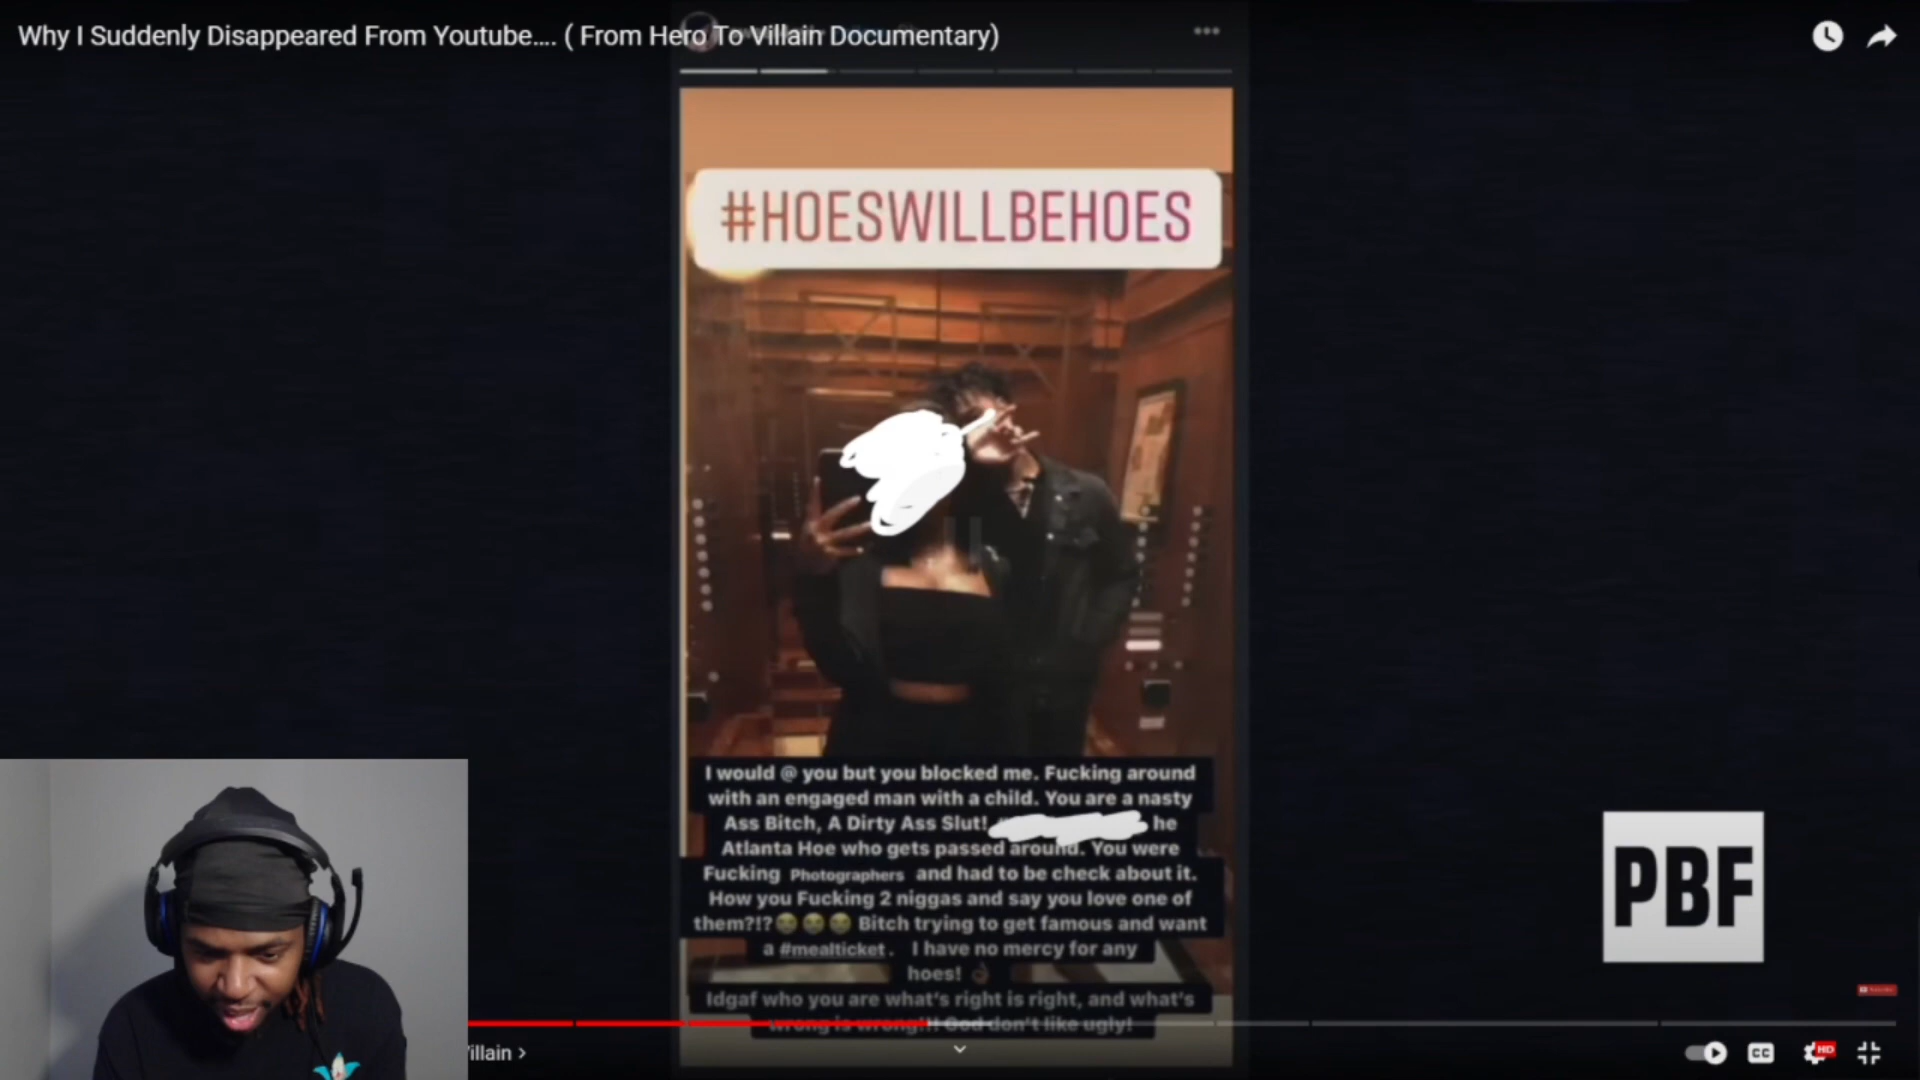 Why I Suddenly Disappeared From Youtube.... ( From Hero To Villain Documentary)
#HOESWILLBEHOES
I would @ you but you blocked me. Fucking around
with an engaged man with a child. You are a nasty
Ass Bitch, A Dirty Ass Slut! he
Atlanta Hoe who gets passed around. You were
Fucking Photographers and had to be check about it.
How you Fucking 2 niggas and say you love one of
them?!?😭😭😭 Bitch trying to get famous and want
a #mealticket. I have no mercy for any
hoes! 👌🏿
Idgaf who you are what's right is right, and what's
wrong is wrong!!! God don't like ugly!
PBF
illain >
CC
HD